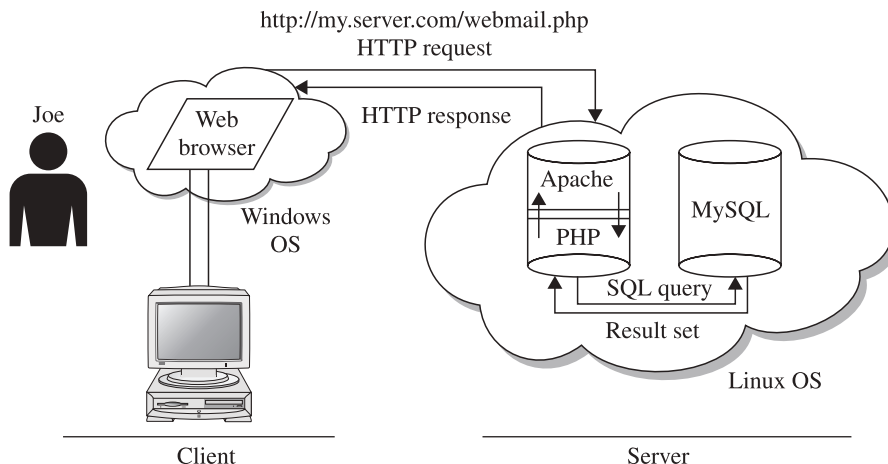 http://my.server.com/webmail.php
HTTP request
HTTP response
Joe
Web
browser
Windows
OS
Apache
PHP
MySQL
SQL query
Result set
Linux OS
Client
Server